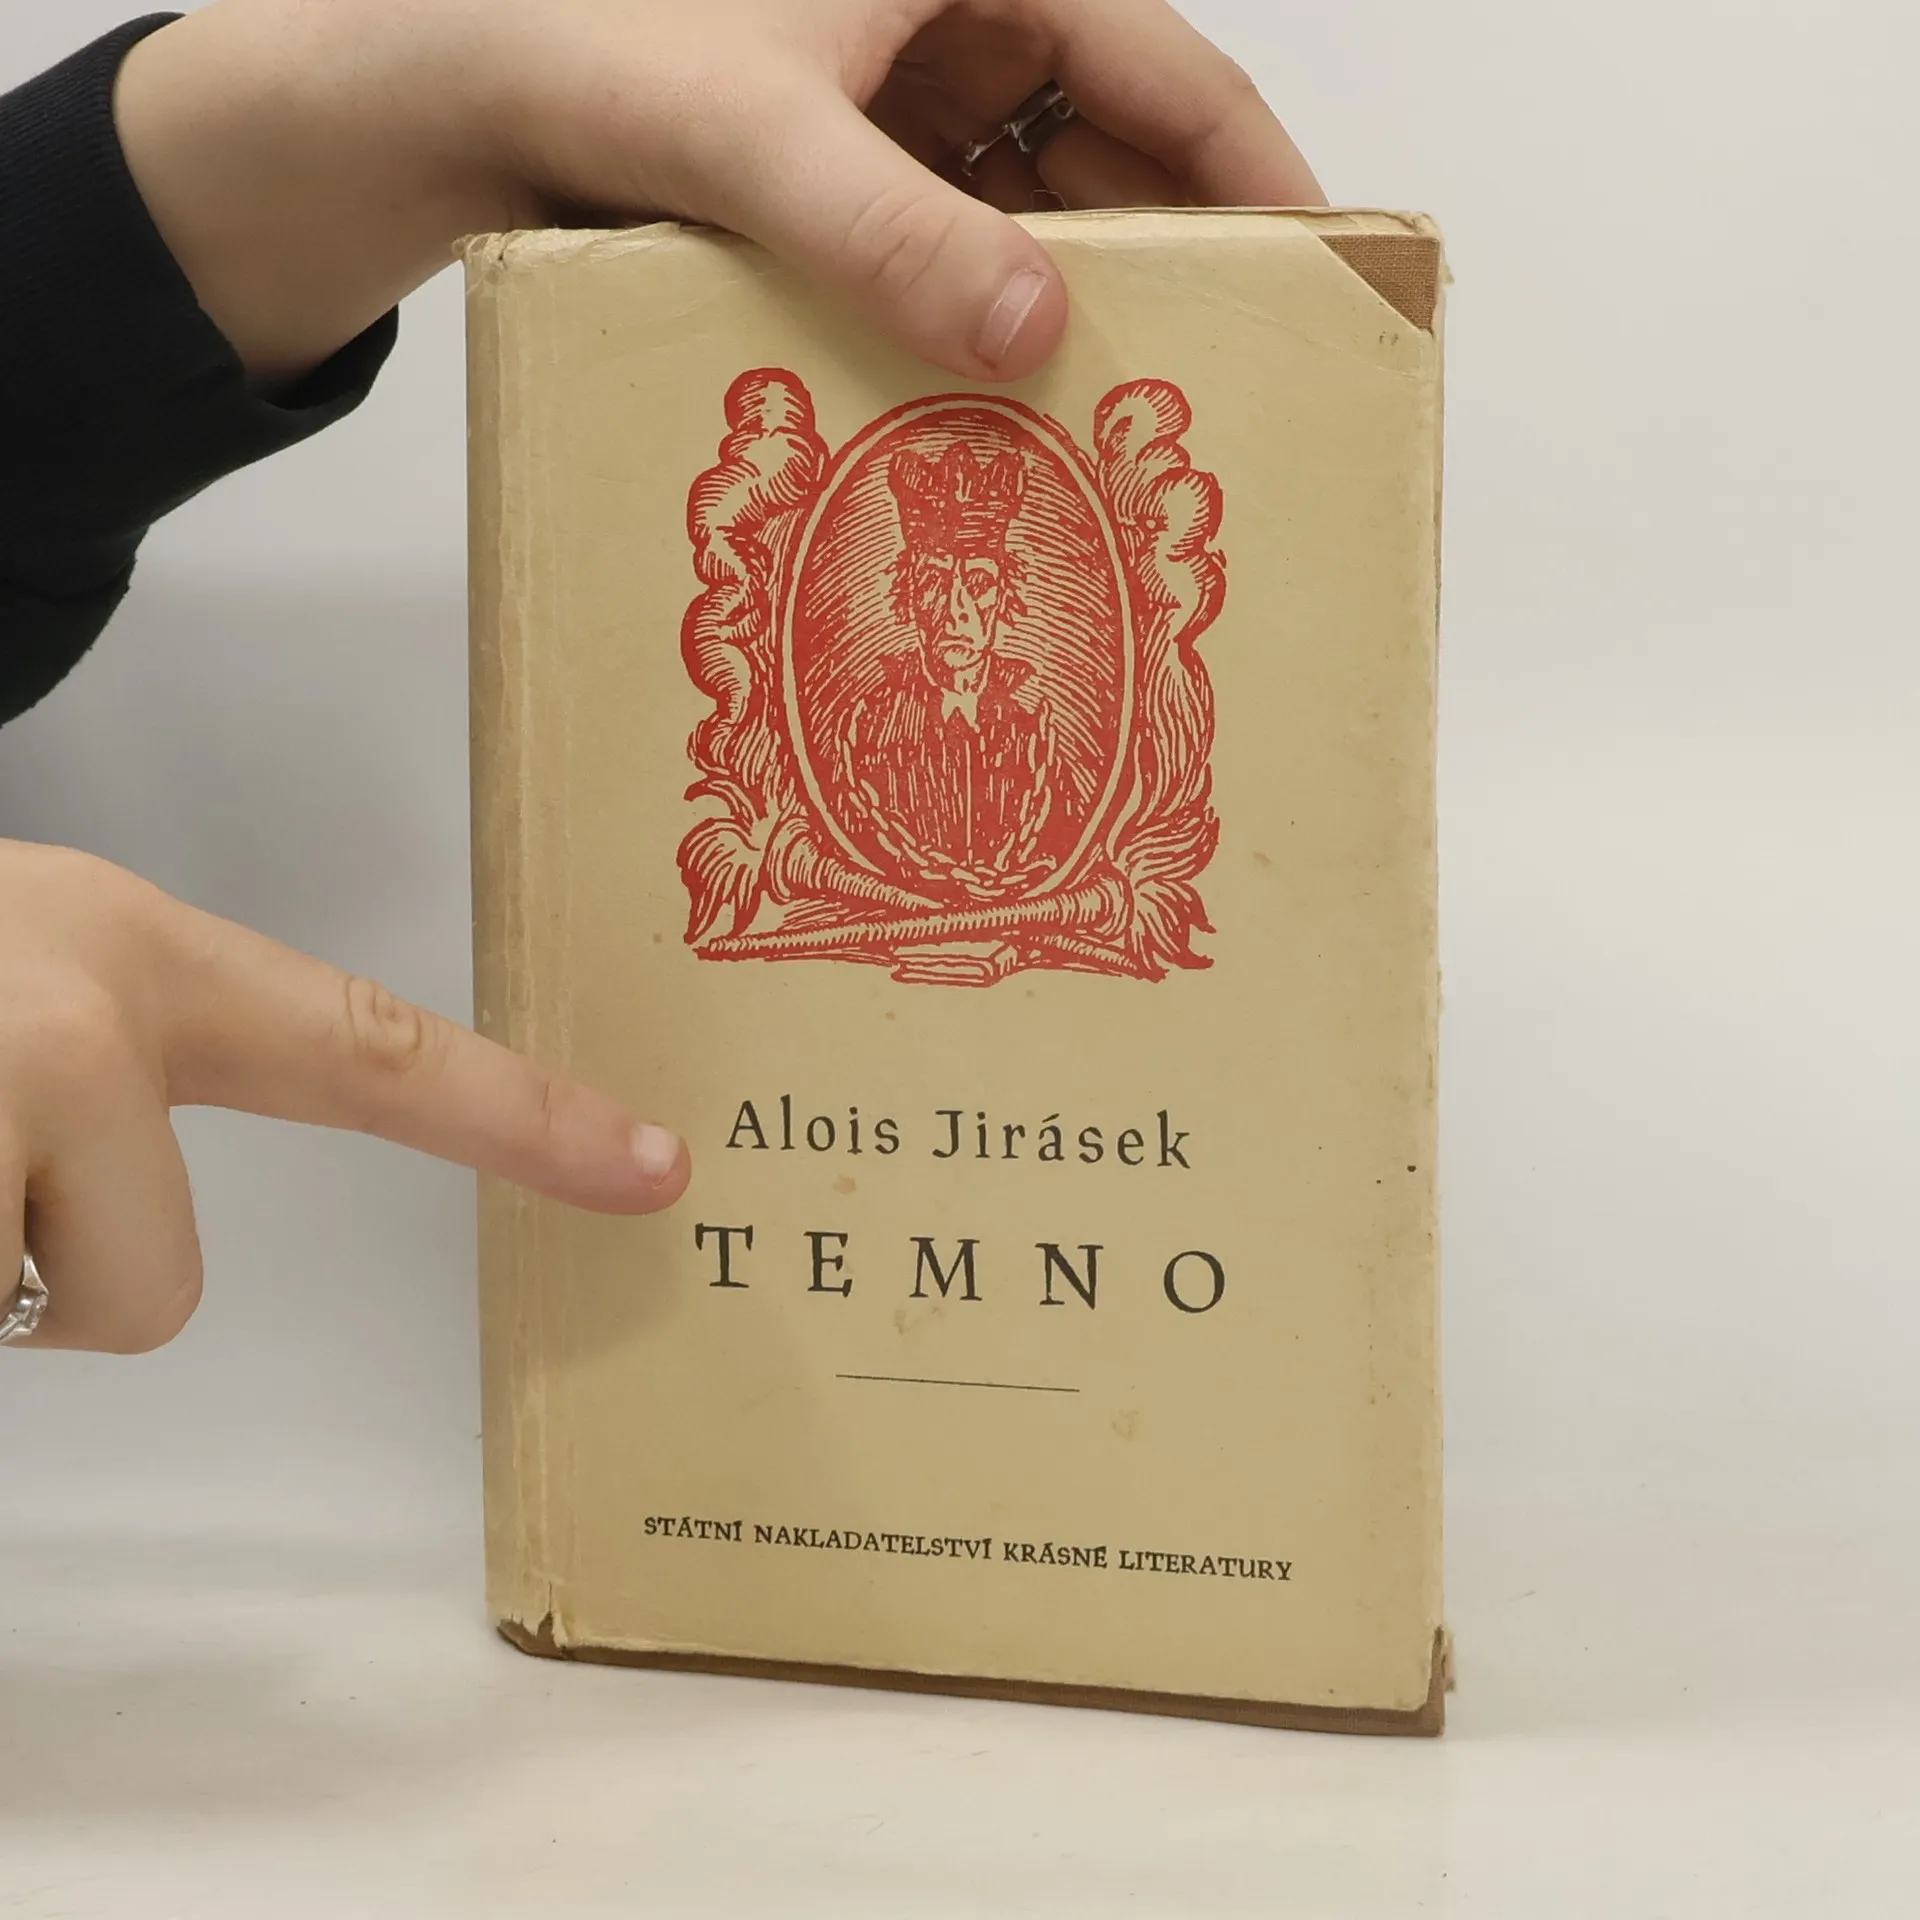 Alois Jirásek
TEMNO
STÁTNÍ NAKLADATELSTVÍ KRÁSNÉ LITERATURY